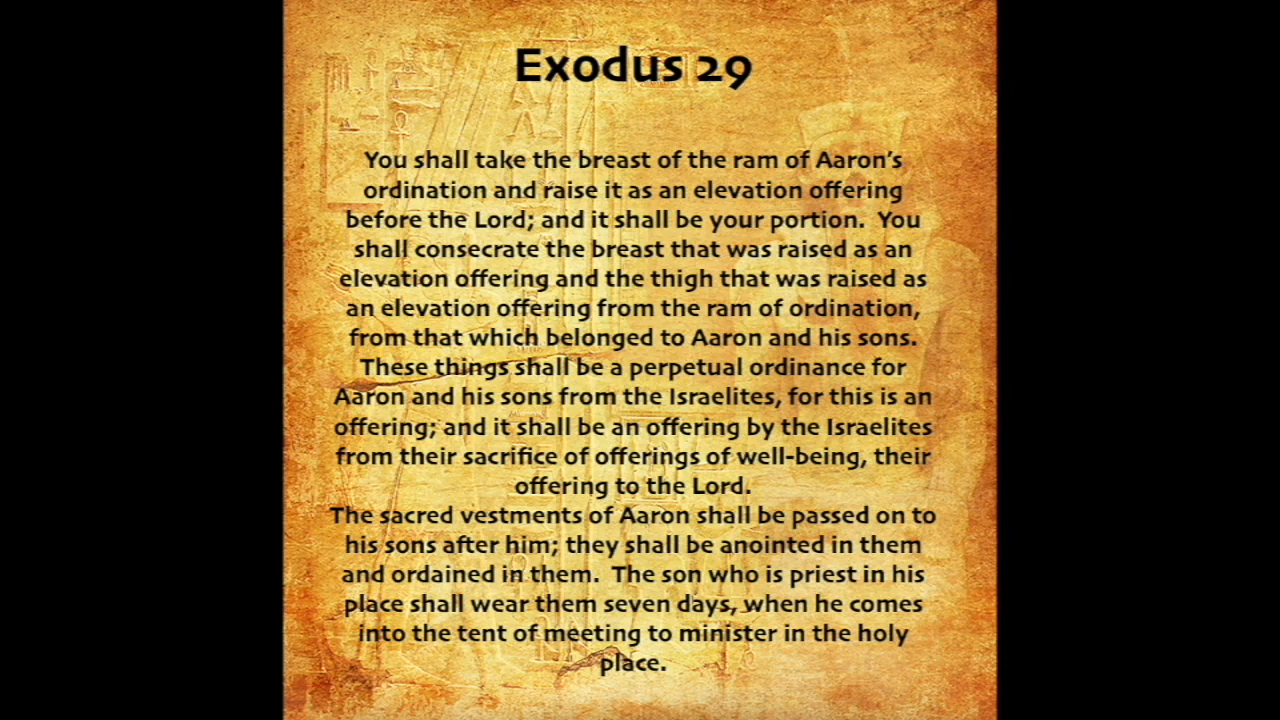 Exodus 29
You shall take the breast of the ram of Aaron’s
ordination and raise it as an elevation offering
before the Lord; and it shall be your portion.  You
shall consecrate the breast that was raised as an
elevation offering and the thigh that was raised as
an elevation offering from the ram of ordination,
from that which belonged to Aaron and his sons.
These things shall be a perpetual ordinance for
Aaron and his sons from the Israelites, for this is an
offering; and it shall be an offering by the Israelites
from their sacrifice of offerings of well-being, their
offering to the Lord.
The sacred vestments of Aaron shall be passed on to
his sons after him; they shall be anointed in them
and ordained in them.  The son who is priest in his
place shall wear them seven days, when he comes
into the tent of meeting to minister in the holy
place.